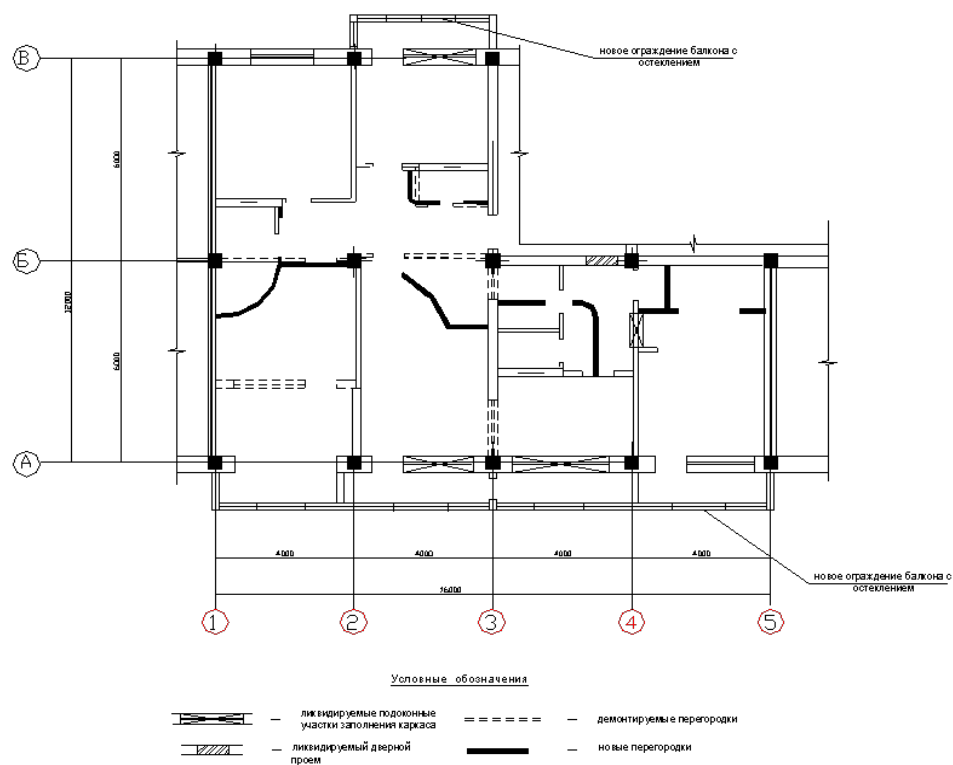 новое ограждение балкона с
остеклением
В
6000
Б
12000
6000
А
4000
4000
4000
4000
новое ограждение балкона с
остеклением
16000
1
2
3
4
5
Условные обозначения
– ликвидируемые подоконные
участки заполнения каркаса
– демонтируемые перегородки
– ликвидируемый дверной
проем
– новые перегородки